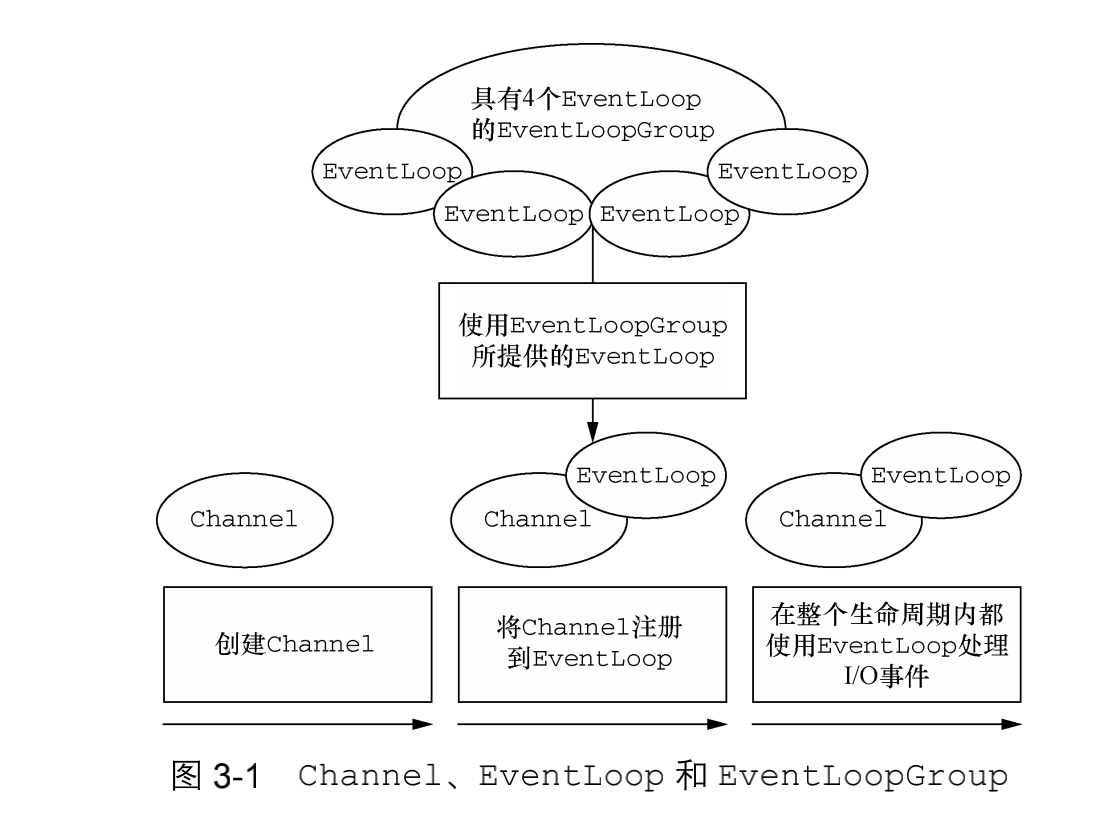 具有4个EventLoop
的EventLoopGroup
EventLoop
EventLoop
EventLoop
EventLoop
使用EventLoopGroup
所提供的EventLoop
Channel
Channel
EventLoop
Channel
EventLoop
创建Channel
将Channel注册
到EventLoop
在整个生命周期内都
使用EventLoop处理
I/O事件
图 3-1 Channel、EventLoop 和 EventLoopGroup